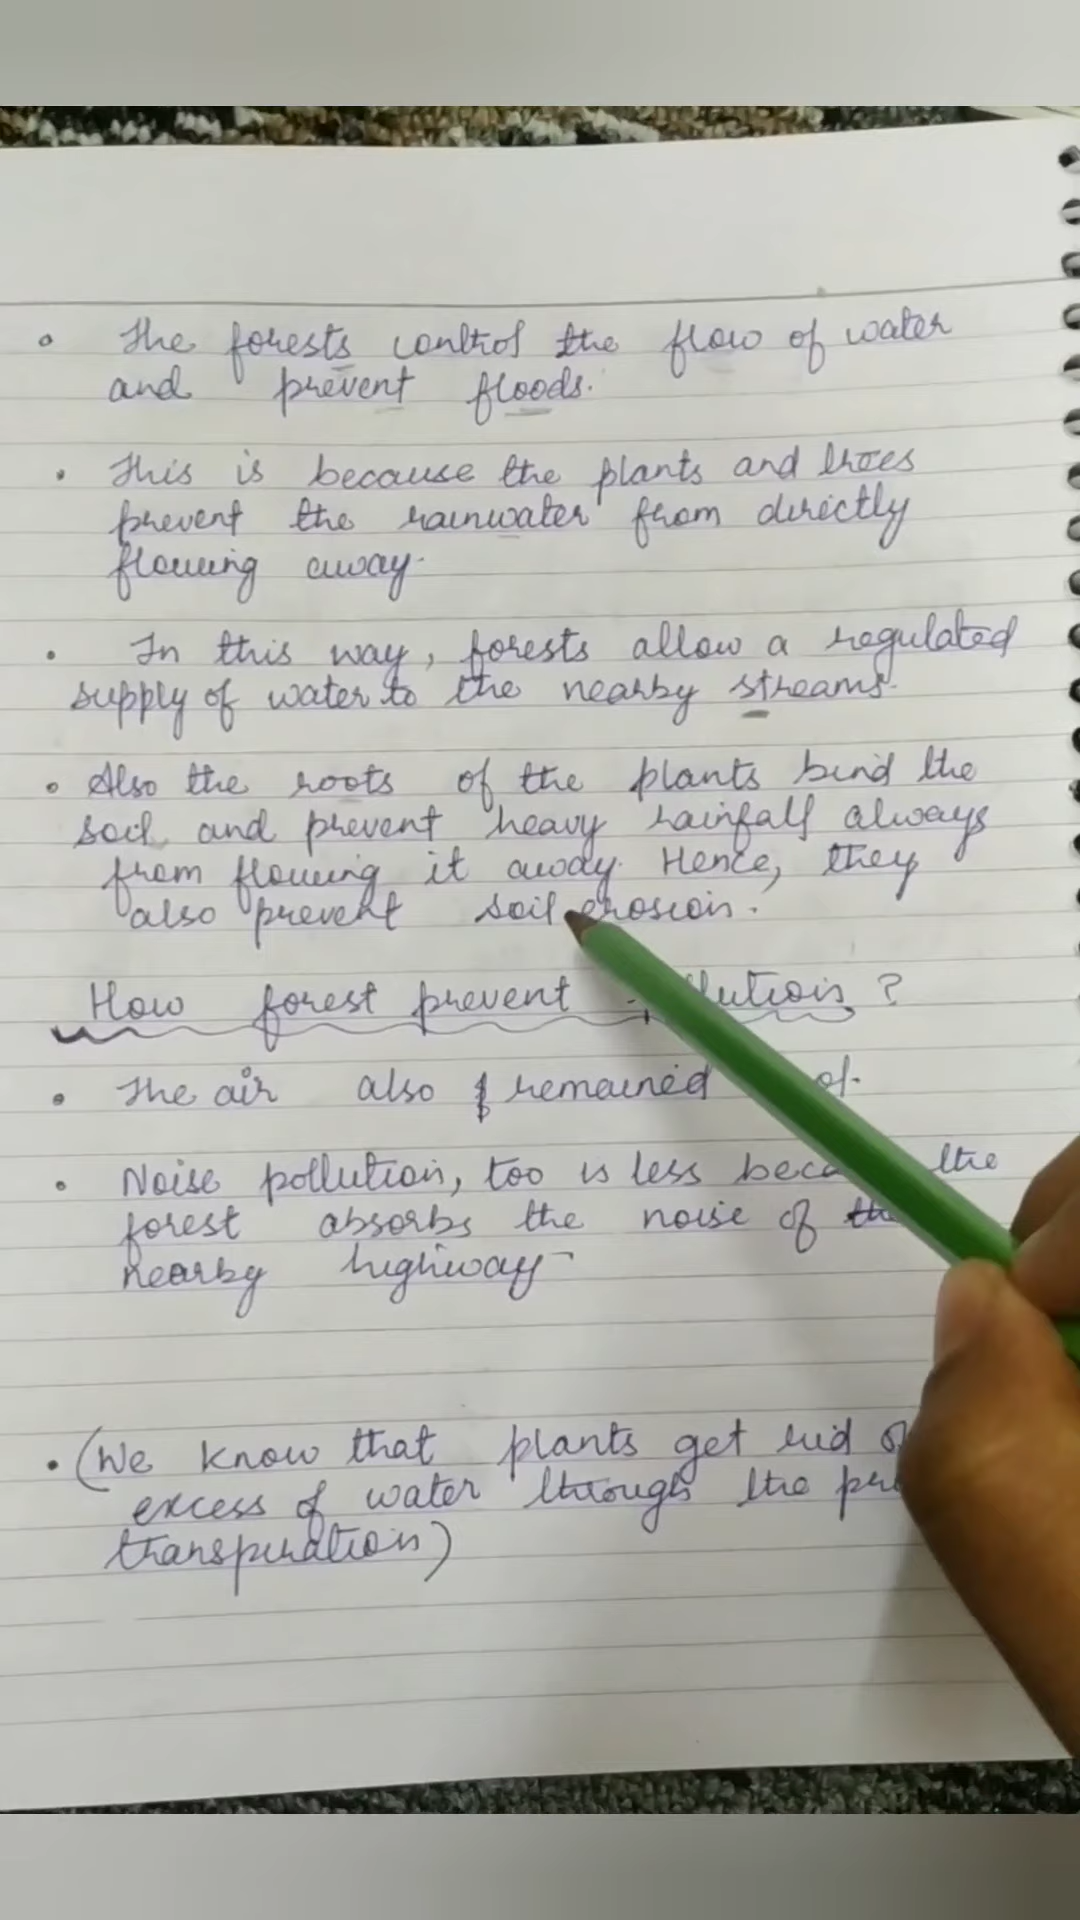 The forests control the flow of water
and prevent floods.
This is because the plants and trees
prevent the rainwater from directly
flowing away.
In this way, forests allow a regulated
supply of water to the nearby streams.
Also the roots of the plants bind the
soil and prevent heavy rainfall always
from flowing it away. Hence, they
also prevent soil erosion.
How forest prevent ?
The air also remained
Noise pollution, too is less the
forest absorbs the noise of
nearby highway
(We know that plants get rid
excess of water through the
transpiration)